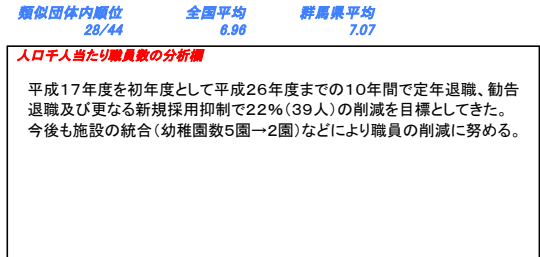 類似団体内順位 全国平均 群馬県平均
28/44 6.96 7.07
人口千人当たり職員数の分析欄
平成17年度を初年度として平成26年度までの10年間で定年退職、勧告
退職及び更なる新規採用抑制で22%(39人)の削減を目標としてきた。
今後も施設の統合(幼稚園数5園→2園)などにより職員の削減に努める。